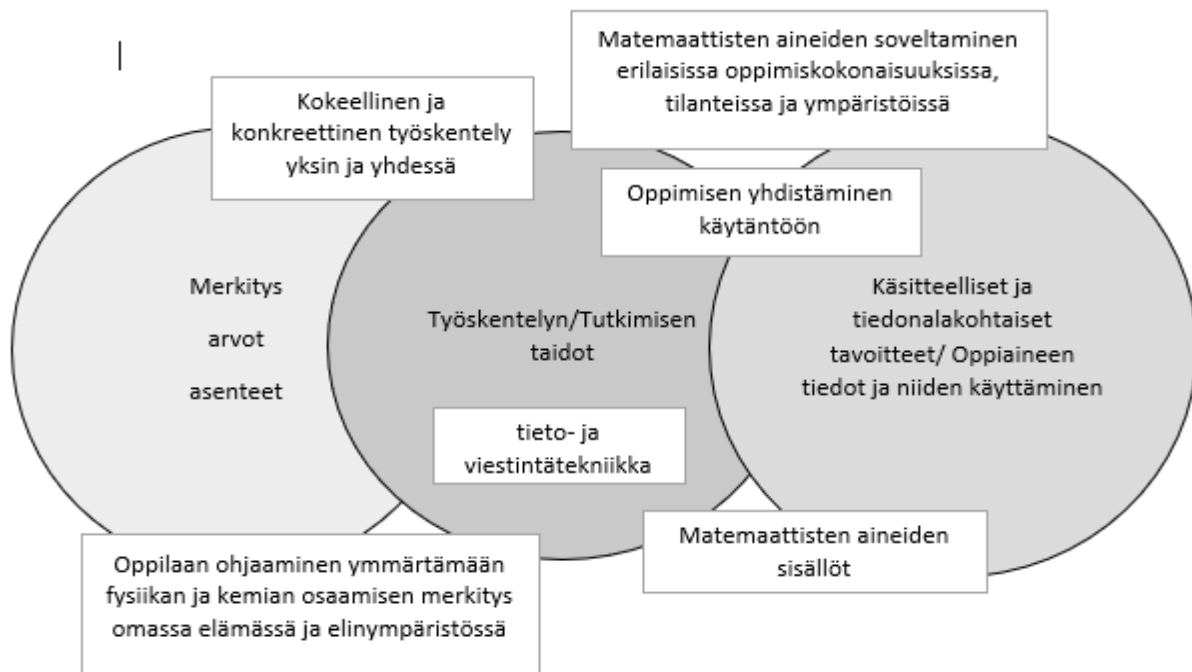 Matemaattisten aineiden soveltaminen
erilaisissa oppimiskokonaisuuksissa,
tilanteissa ja ympäristöissä
Kokeellinen ja
konkreettinen työskentely
yksin ja yhdessä
Oppimisen yhdistäminen
käytäntöön
Merkitys
arvot
asenteet
Työskentelyn/Tutkimisen
taidot
Käsitteelliset ja
tiedonalakohtaiset
tavoitteet/ Oppiaineen
tiedot ja niiden käyttäminen
tieto- ja
viestintätekniikka
Matemaattisten aineiden
sisällöt
Oppilaan ohjaaminen ymmärtämään
fysiikan ja kemian osaamisen merkitys
omassa elämässä ja elinympäristössä